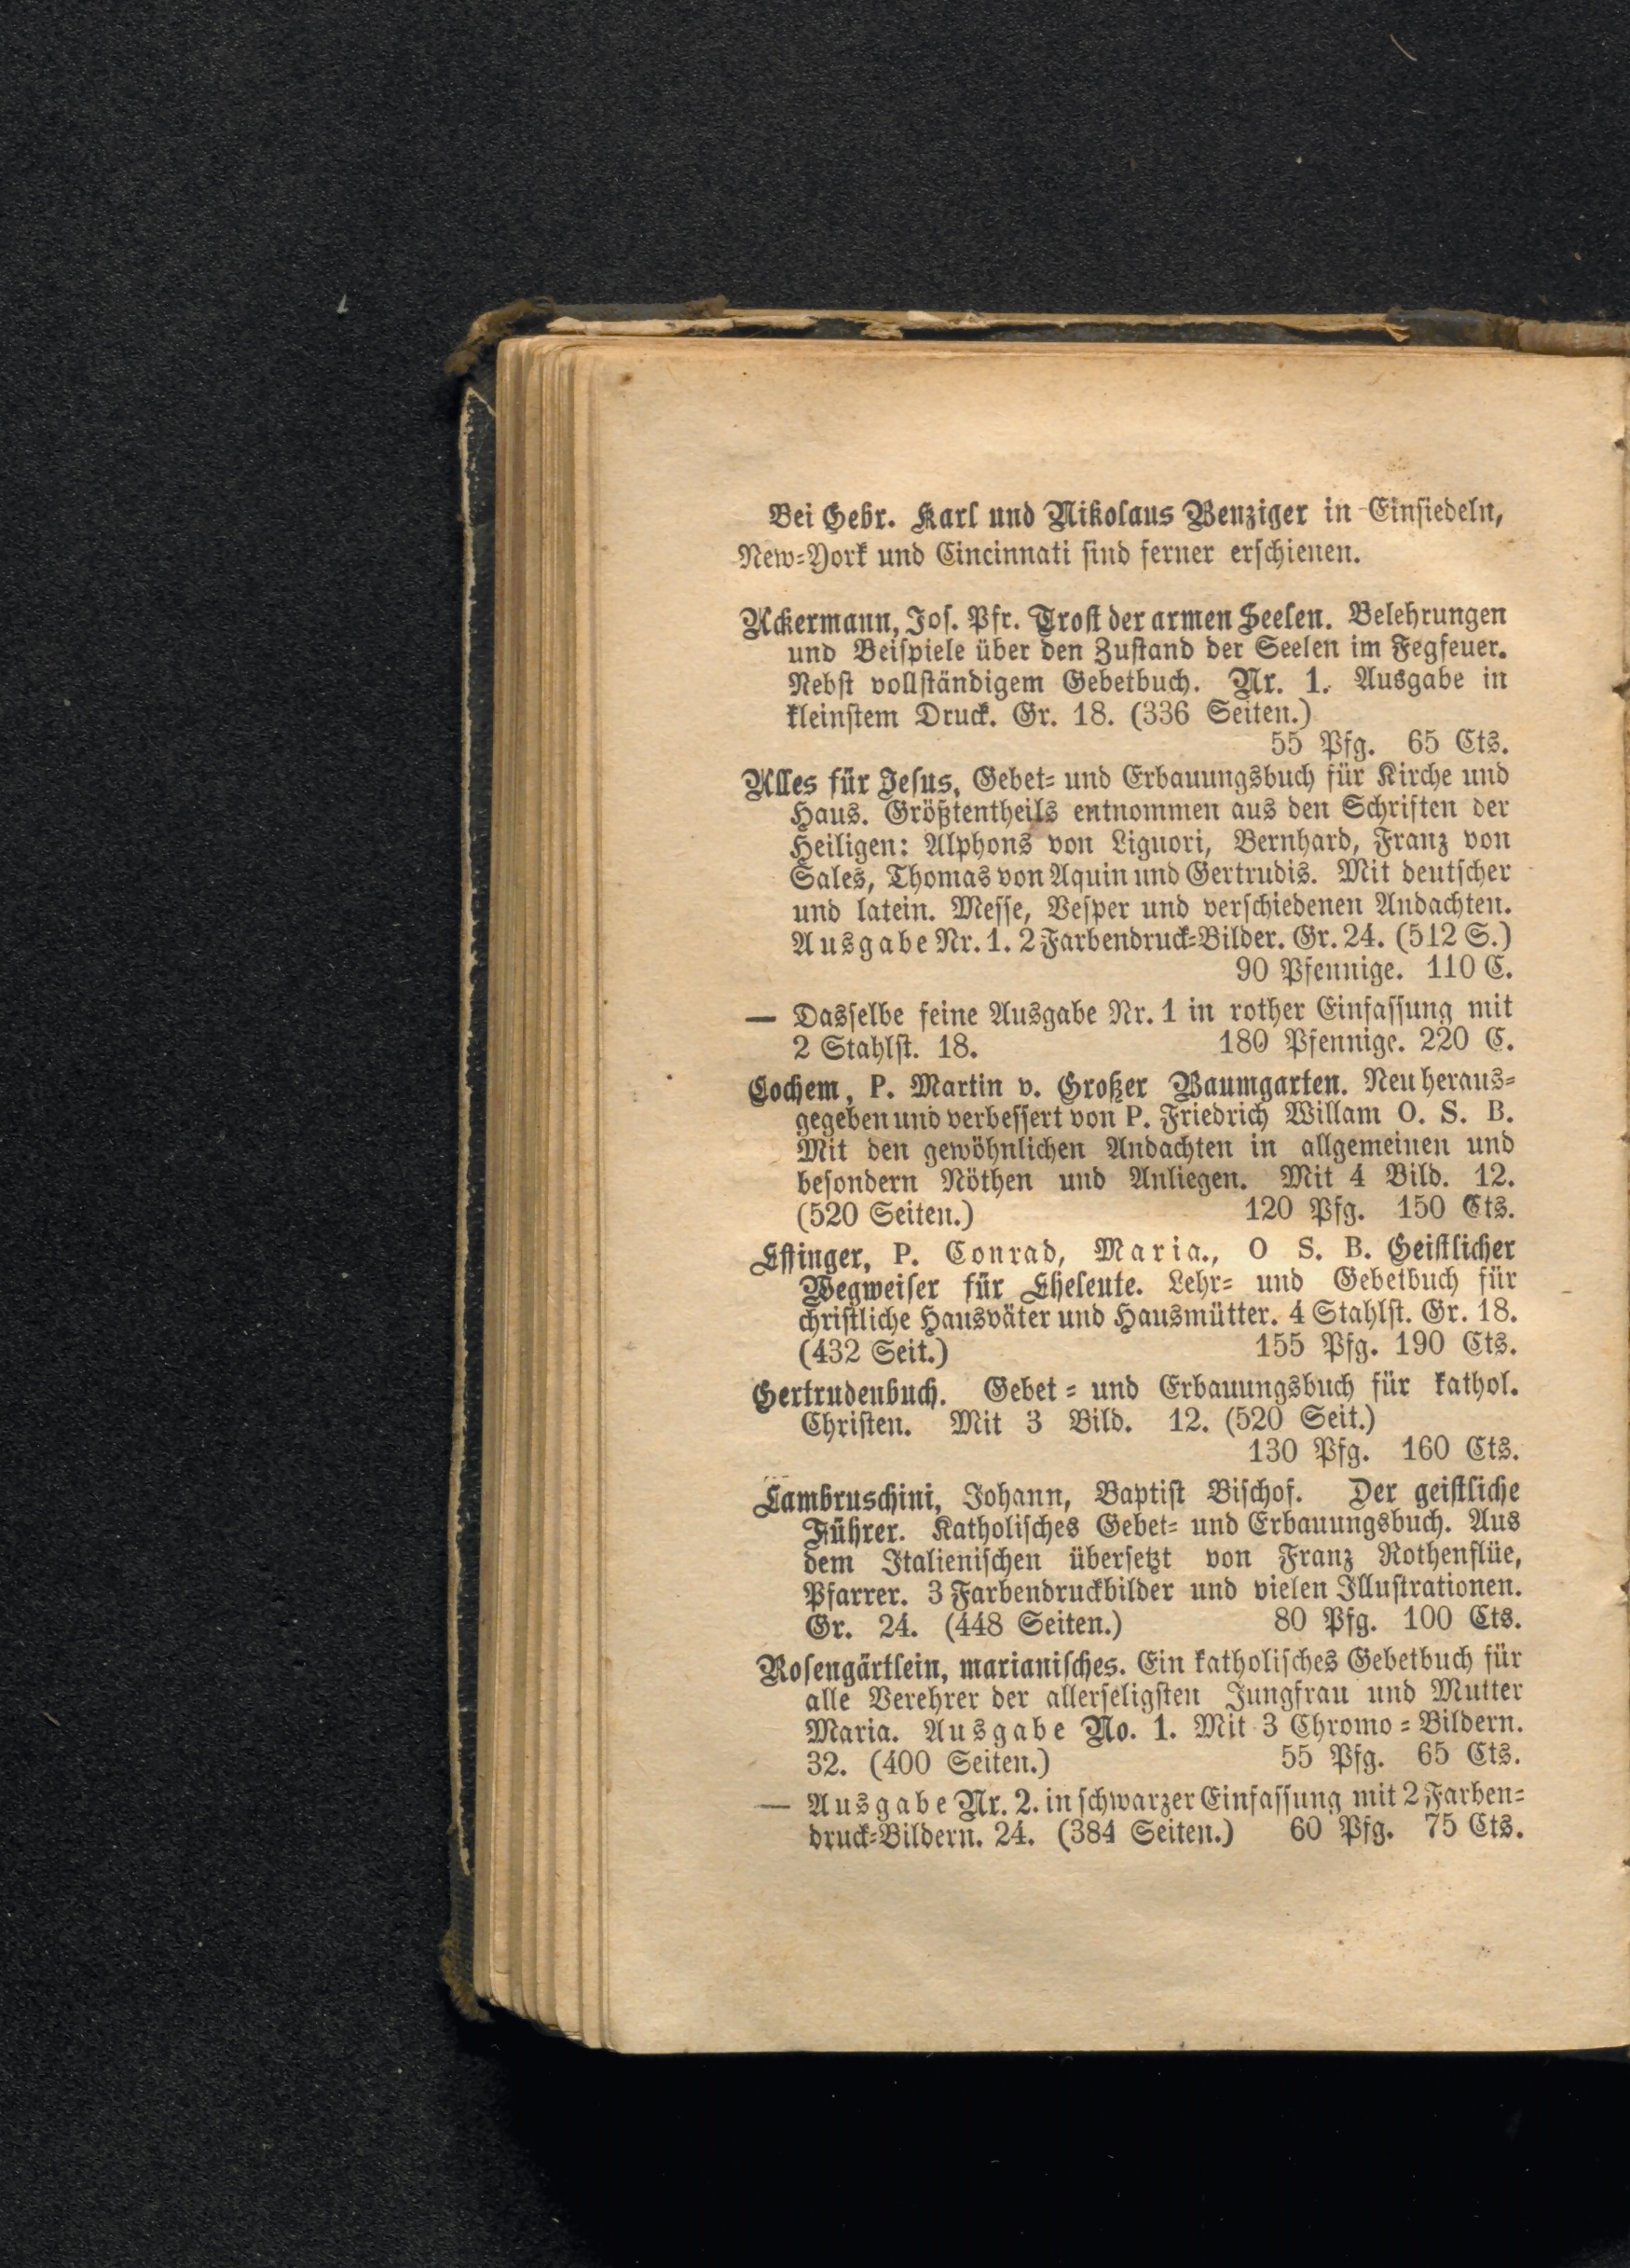 Bei Gebr. Karl und Nikolaus Benziger in Einsiedeln,
New-York und Cincinnati sind ferner erschienen.
Ackermann, Jos. Pfr. Trost der armen Seelen. Belehrungen
und Beispiele über den Zustand der Seelen im Fegfeuer.
Nebst vollständigem Gebetbuch. Nr. 1. Ausgabe in
kleinstem Druck. Gr. 18. (336 Seiten.)
55 Pfg. 65 Cts.
Alles für Jesus, Gebet- und Erbauungsbuch für Kirche und
Haus. Größtentheils entnommen aus den Schriften der
Heiligen: Alphons von Liguori, Bernhard, Franz von
Sales, Thomas von Aquin und Gertrudis. Mit deutscher
und latein. Messe, Vesper und verschiedenen Andachten.
Ausgabe Nr. 1. 2 Farbendruck-Bilder. Gr. 24. (512 S.)
90 Pfennige. 110 C.
— Dasselbe feine Ausgabe Nr. 1 in rother Einfassung mit
2 Stahlst. 18. 180 Pfennige. 220 C.
Cochem, P. Martin v. Großer Baumgarten. Neu heraus-
gegeben und verbessert von P. Friedrich Willam O. S. B.
Mit den gewöhnlichen Andachten in allgemeinen und
besondern Nöthen und Anliegen. Mit 4 Bild. 12.
(520 Seiten.) 120 Pfg. 150 Cts.
Effinger, P. Conrad, Maria., O S. B. Geistlicher
Wegweiser für Eheleute. Lehr- und Gebetbuch für
christliche Hausväter und Hausmütter. 4 Stahlst. Gr. 18.
(432 Seit.) 155 Pfg. 190 Cts.
Gertrudenbuch. Gebet- und Erbauungsbuch für kathol.
Christen. Mit 3 Bild. 12. (520 Seit.)
130 Pfg. 160 Cts.
Lambruschini, Johann, Baptist Bischof. Der geistliche
Führer. Katholisches Gebet- und Erbauungsbuch. Aus
dem Italienischen übersetzt von Franz Rothenflüe,
Pfarrer. 3 Farbendruckbilder und vielen Illustrationen.
Gr. 24. (448 Seiten.) 80 Pfg. 100 Cts.
Rosengärtlein, marianisches. Ein katholisches Gebetbuch für
alle Verehrer der allerseligsten Jungfrau und Mutter
Maria. Ausgabe No. 1. Mit 3 Chromo-Bildern.
32. (400 Seiten.) 55 Pfg. 65 Cts.
— Ausgabe Nr. 2. in schwarzer Einfassung mit 2 Farben-
druck-Bildern. 24. (384 Seiten.) 60 Pfg. 75 Cts.